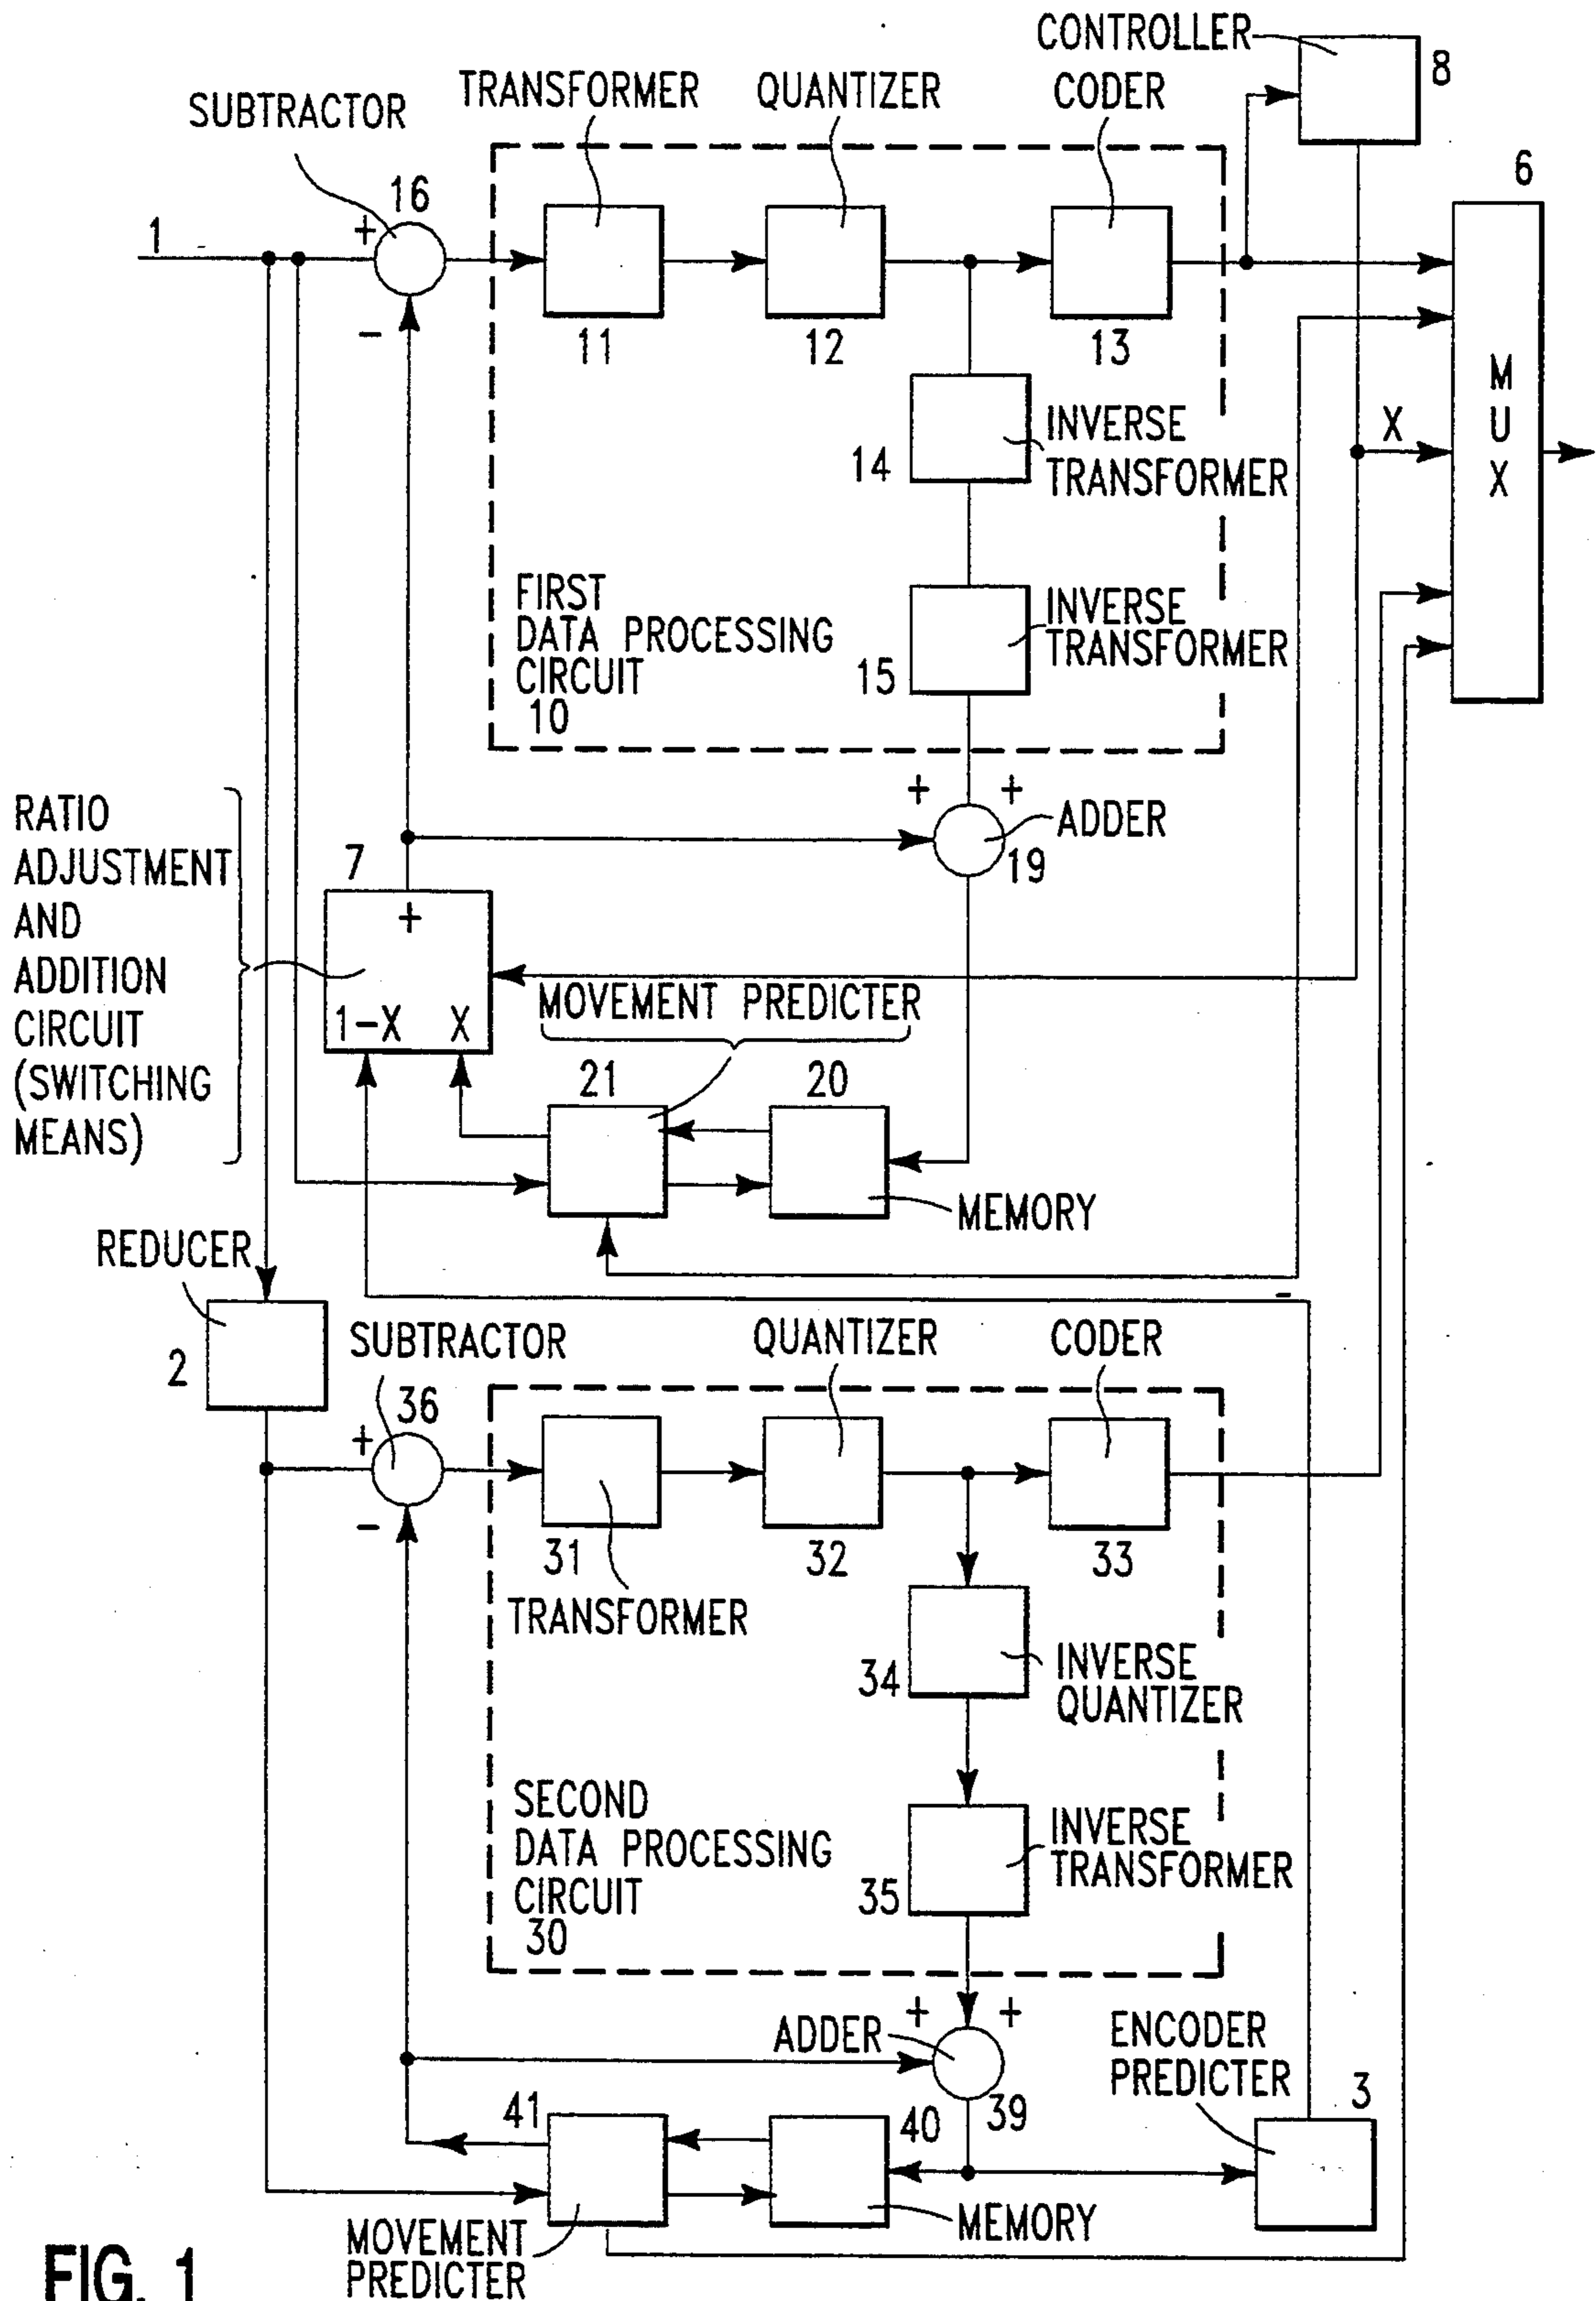 CONTROLLER
8
SUBTRACTOR
TRANSFORMER
QUANTIZER
CODER
6
16
1
+
-
11
12
13
M
U
X
X
14
INVERSE
TRANSFORMER
FIRST
DATA PROCESSING
CIRCUIT
10
15
INVERSE
TRANSFORMER
+ +
ADDER
19
RATIO
ADJUSTMENT
AND
ADDITION
CIRCUIT
(SWITCHING
MEANS)
7
+
1-X X
MOVEMENT PREDICTER
21
20
MEMORY
REDUCER
2
SUBTRACTOR
36
+
-
QUANTIZER
CODER
31
32
33
TRANSFORMER
34
INVERSE
QUANTIZER
SECOND
DATA PROCESSING
CIRCUIT
30
35
INVERSE
TRANSFORMER
+ +
ADDER
39
ENCODER
PREDICTER
3
41
40
MEMORY
MOVEMENT
PREDICTER
FIG. 1